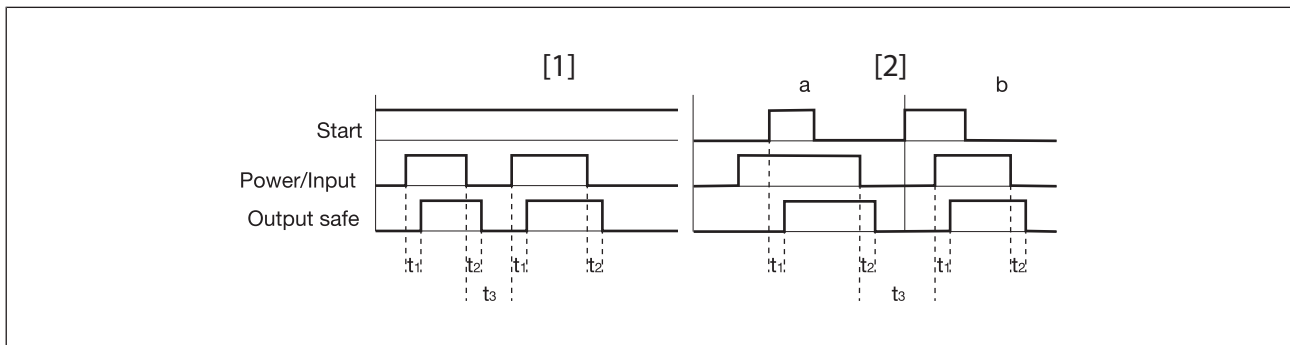 [1] [2]
a b
Start
Power/Input
Output safe
t1 t2 t1 t2 t1 t2 t1 t2
t3 t3